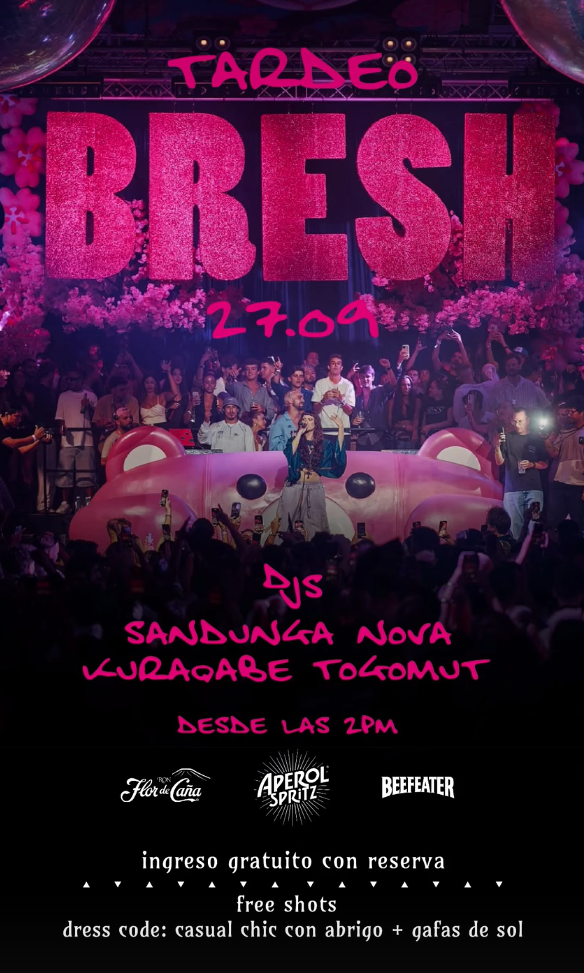 TARDEO
BRESH
27.09
DJS
SANDUNGA NOVA
KURAQABE TOGOMUT
DESDE LAS 2PM
RON
Flor de Caña
APEROL
SPRITZ
BEEFEATER
ingreso gratuito con reserva
free shots
dress code: casual chic con abrigo + gafas de sol